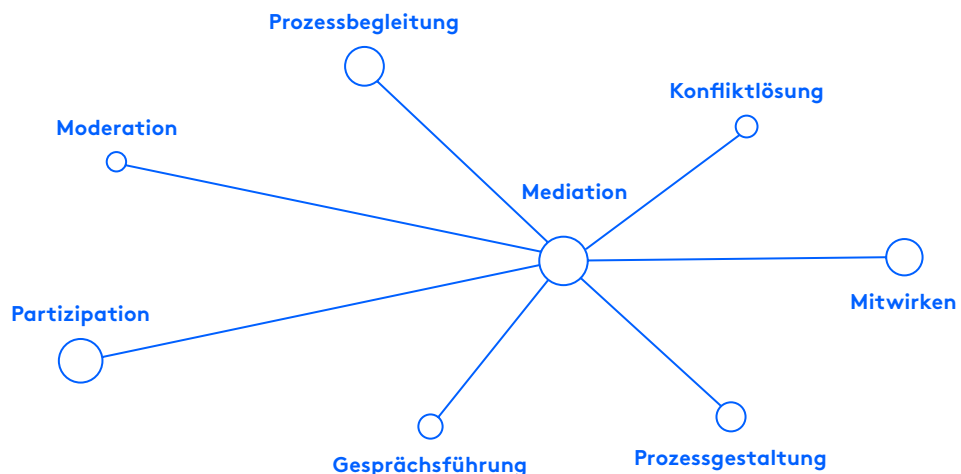 Prozessbegleitung
Konfliktlösung
Moderation
Mediation
Mitwirken
Partizipation
Gesprächsführung
Prozessgestaltung